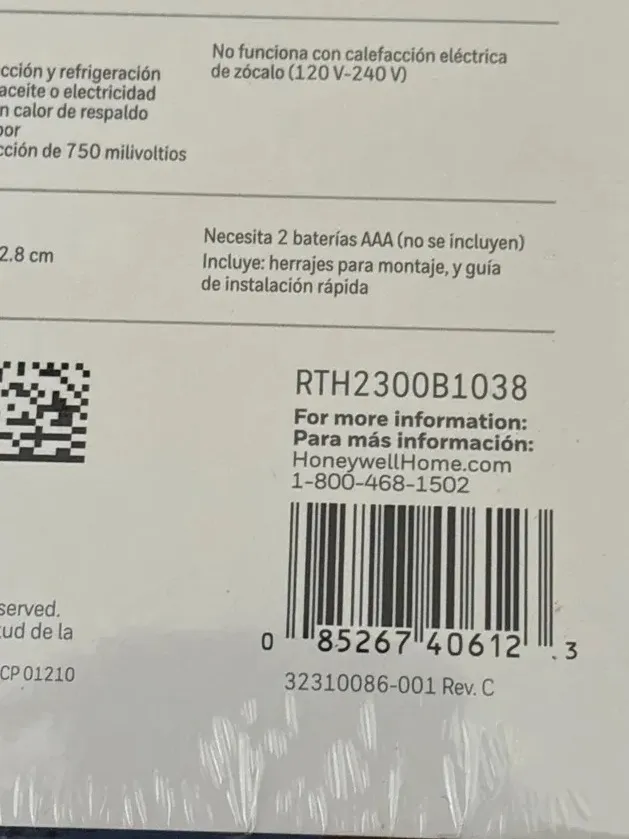 No funciona con calefacción eléctrica
de zócalo (120 V-240 V)
cción y refrigeración
aceite o electricidad
n calor de respaldo
por
cción de 750 milivoltios
Necesita 2 baterías AAA (no se incluyen)
Incluye: herrajes para montaje, y guía
de instalación rápida
2.8 cm
RTH2300B1038
For more information:
Para más información:
HoneywellHome.com
1-800-468-1502
0 85267 40612 3
32310086-001 Rev. C
served.
tud de la
CP 01210